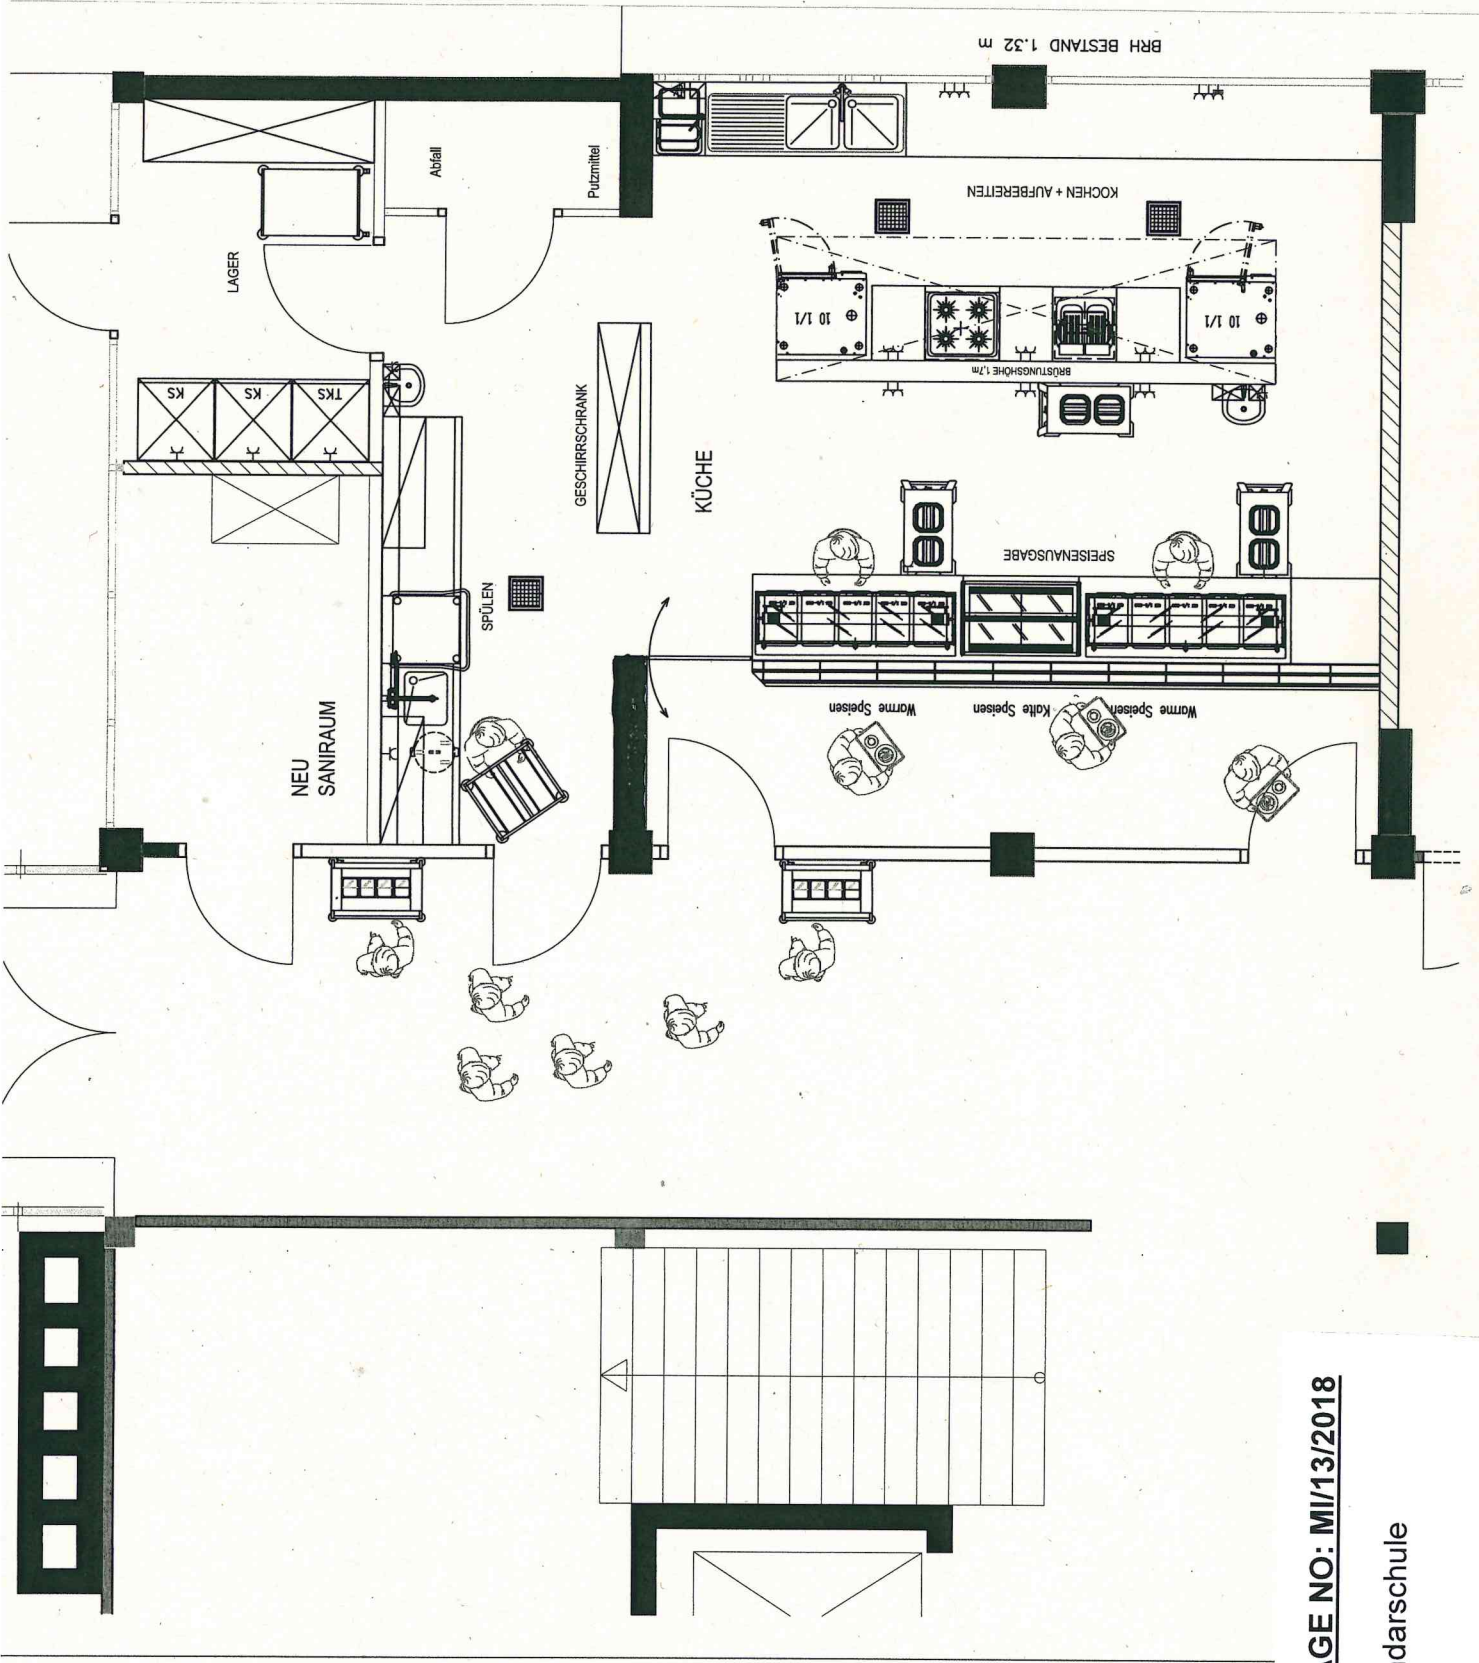 BRH BESTAND 1.32 m
Abfall
Putzmittel
KOCHEN + AUFBEREITEN
LAGER
10 1/1
10 1/1
BRÜSTUNGSHÖHE 1,7m
KS
KS
TKS
GESCHIRRSCHRANK
KÜCHE
SPEISENAUSGABE
SPÜLEN
NEU
SANIRAUM
Warme Speisen
Kalte Speisen
Warme Speisen
AGE NO: MI/13/2018
darschule